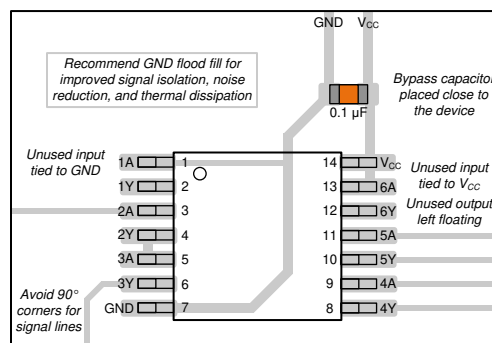 GND VCC
Recommend GND flood fill for
improved signal isolation, noise
reduction, and thermal dissipation
0.1 µF
Bypass capacitor
placed close to
the device
Unused input
tied to GND
1A 1 14 VCC
1Y 2 13 6A
2A 3 12 6Y
2Y 4 11 5A
3A 5 10 5Y
3Y 6 9 4A
GND 7 8 4Y
Unused input
tied to VCC
Unused output
left floating
Avoid 90°
corners for
signal lines